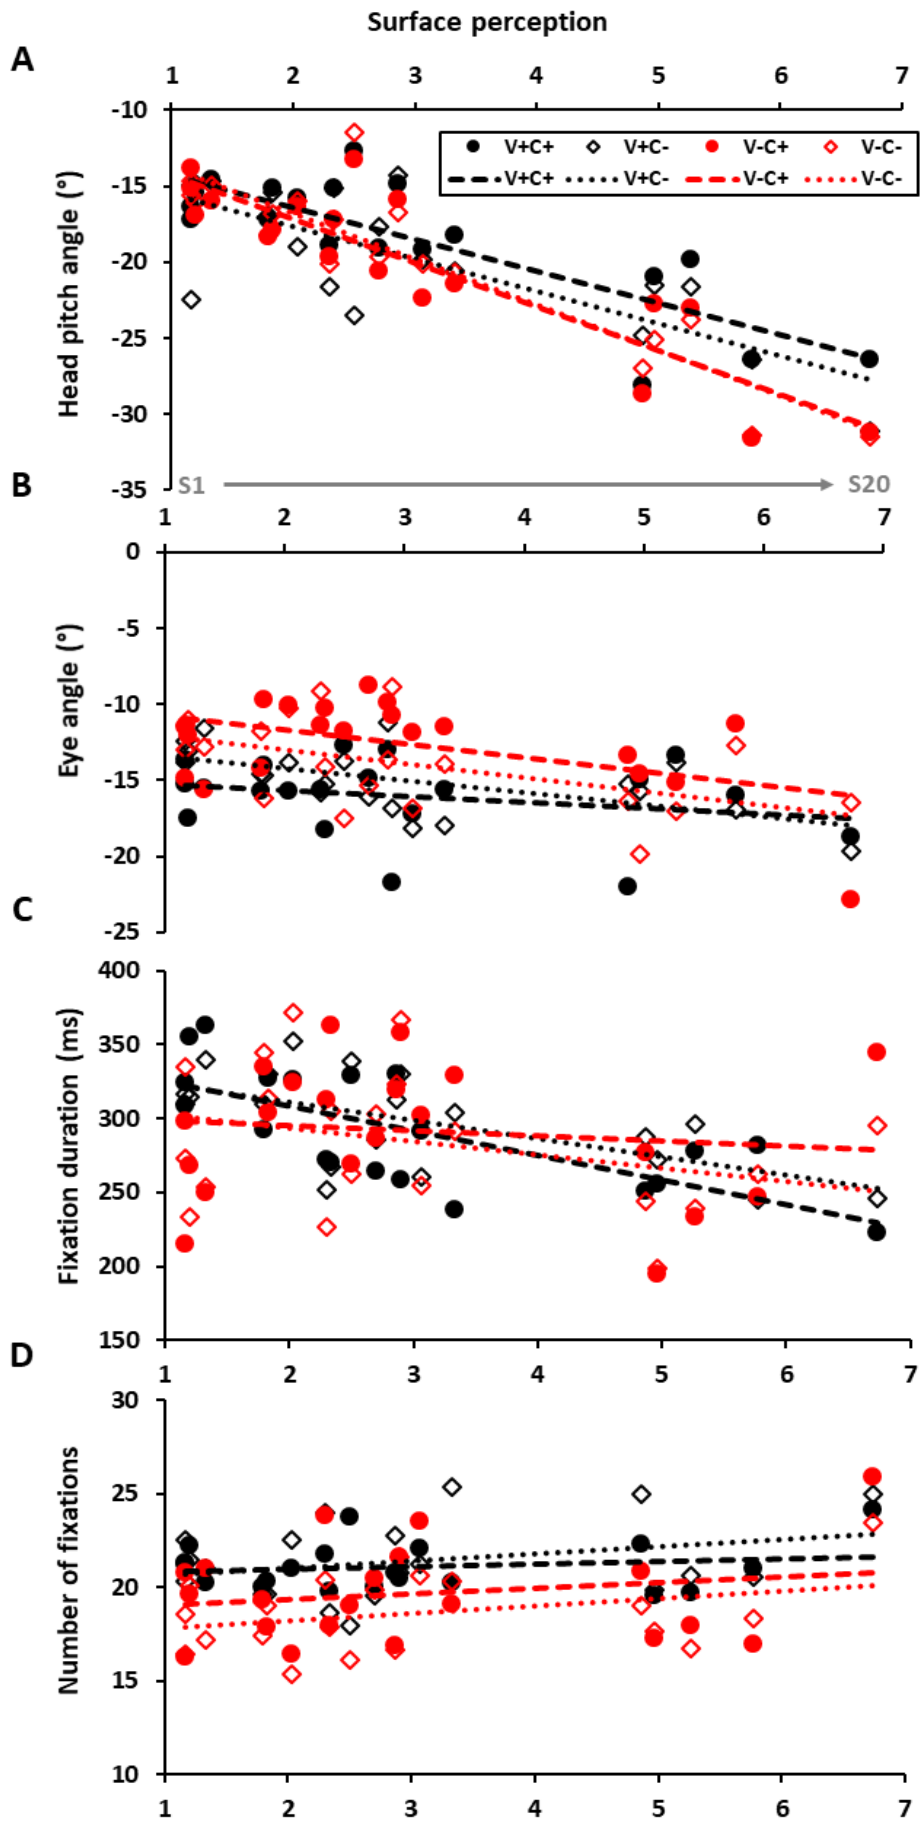 Surface perception
A
1 2 3 4 5 6 7
-10
-15
-20
-25
-30
-35
Head pitch angle (°)
V+C+ V+C- V-C+ V-C-
V+C+ V+C- V-C+ V-C-
S1 S20
B
1 2 3 4 5 6 7
0
-5
-10
-15
-20
-25
Eye angle (°)
C
400
350
300
250
200
150
Fixation duration (ms)
1 2 3 4 5 6 7
D
30
25
20
15
10
Number of fixations
1 2 3 4 5 6 7